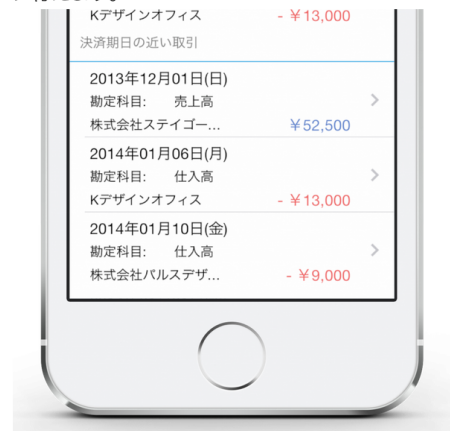 Kデザインオフィス - ¥13,000
決済期日の近い取引
2013年12月01日(日)
勘定科目: 売上高
株式会社ステイゴー... ¥52,500
2014年01月06日(月)
勘定科目: 仕入高
Kデザインオフィス - ¥13,000
2014年01月10日(金)
勘定科目: 仕入高
株式会社パルスデザ... - ¥9,000